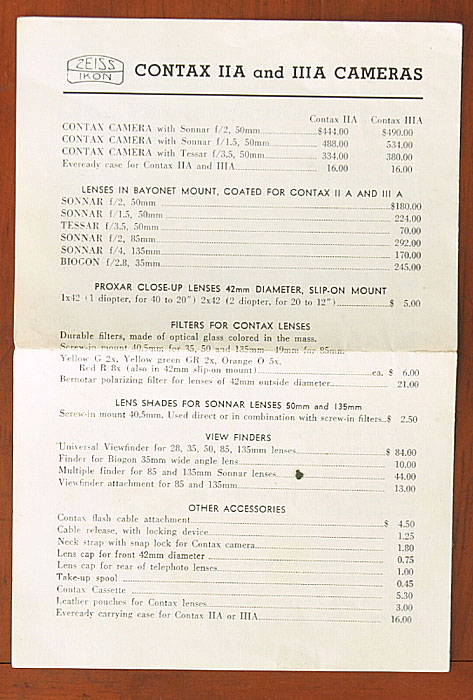 ZEISS
IKON
CONTAX IIA and IIIA CAMERAS
Contax IIA Contax IIIA
CONTAX CAMERA with Sonnar f/2, 50mm $444.00 $490.00
CONTAX CAMERA with Sonnar f/1.5, 50mm 488.00 534.00
CONTAX CAMERA with Tessar f/3.5, 50mm 334.00 380.00
Eveready case for Contax IIA and IIIA 16.00 16.00
LENSES IN BAYONET MOUNT, COATED FOR CONTAX II A AND III A
SONNAR f/2, 50mm $180.00
SONNAR f/1.5, 50mm 224.00
TESSAR f/3.5, 50mm 70.00
SONNAR f/2, 85mm 292.00
SONNAR f/4, 135mm 170.00
BIOGON f/2.8, 35mm 245.00
PROXAR CLOSE-UP LENSES 42mm DIAMETER, SLIP-ON MOUNT
1x42 (1 diopter, for 40 to 20") 2x42 (2 diopter, for 20 to 12") $ 5.00
FILTERS FOR CONTAX LENSES
Durable filters, made of optical glass colored in the mass.
Screw-in mount 40.5mm for 35, 50 and 135mm—49mm for 85mm.
Yellow G 2x, Yellow green GR 2x, Orange O 5x,
Red R 8x (also in 42mm slip-on mount) ea. $ 6.00
Bernotar polarizing filter for lenses of 42mm outside diameter 21.00
LENS SHADES FOR SONNAR LENSES 50mm and 135mm
Screw-in mount 40.5mm. Used direct or in combination with screw-in filters $ 2.50
VIEW FINDERS
Universal Viewfinder for 28, 35, 50, 85, 135mm lenses $ 84.00
Finder for Biogon 35mm wide angle lens 10.00
Multiple finder for 85 and 135mm Sonnar lenses 44.00
Viewfinder attachment for 85 and 135mm 13.00
OTHER ACCESSORIES
Contax flash cable attachment $ 4.50
Cable release, with locking device 1.25
Neck strap with snap lock for Contax camera 1.80
Lens cap for front 42mm diameter 0.75
Lens cap for rear of telephoto lenses 1.00
Take-up spool 0.45
Contax Cassette 5.30
Leather pouches for Contax lenses 3.00
Eveready carrying case for Contax IIA or IIIA 16.00